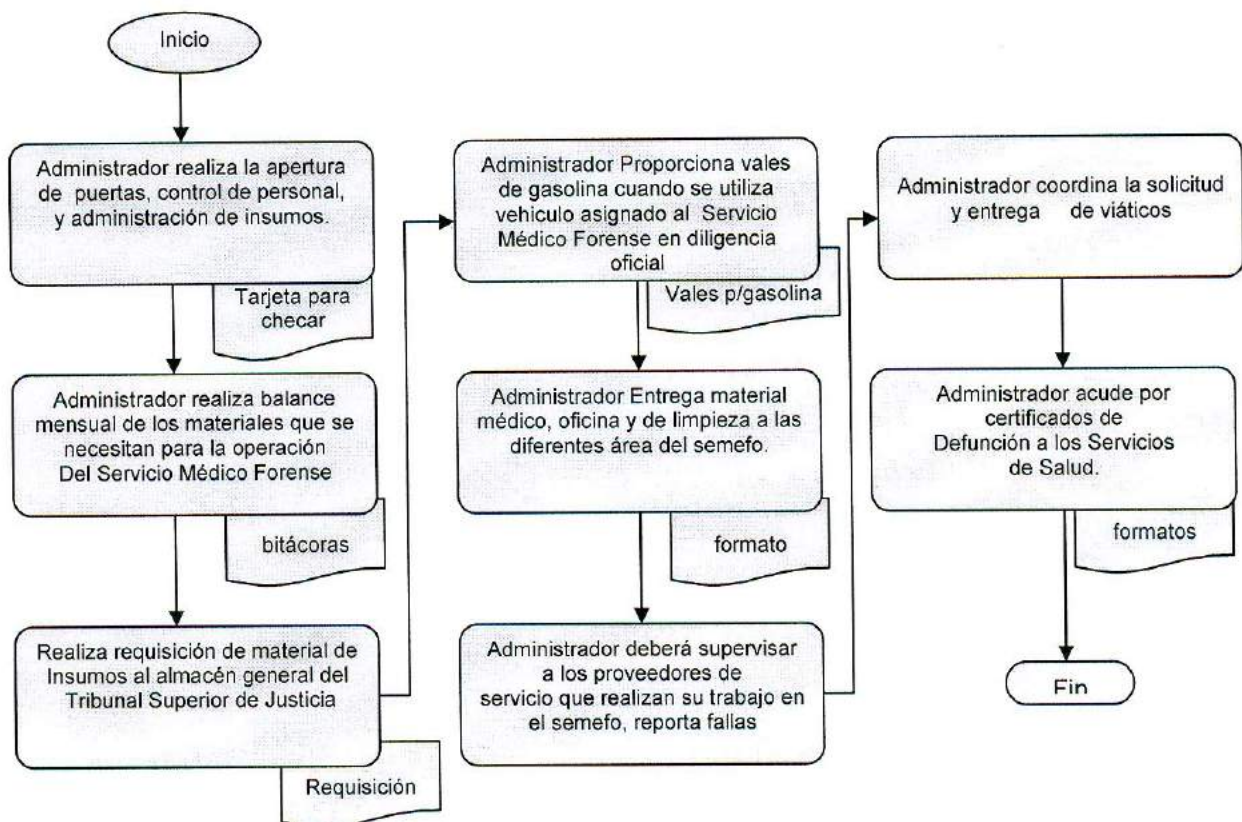 Inicio
Administrador realiza la apertura
de puertas, control de personal,
y administración de insumos.
Tarjeta para
checar
Administrador realiza balance
mensual de los materiales que se
necesitan para la operación
Del Servicio Médico Forense
bitácoras
Realiza requisición de material de
Insumos al almacén general del
Tribunal Superior de Justicia
Requisición
Administrador Proporciona vales
de gasolina cuando se utiliza
vehiculo asignado al Servicio
Médico Forense en diligencia
oficial
Vales p/gasolina
Administrador Entrega material
médico, oficina y de limpieza a las
diferentes área del semefo.
formato
Administrador deberá supervisar
a los proveedores de
servicio que realizan su trabajo en
el semefo, reporta fallas
Administrador coordina la solicitud
y entrega de viáticos
Administrador acude por
certificados de
Defunción a los Servicios
de Salud.
formatos
Fin